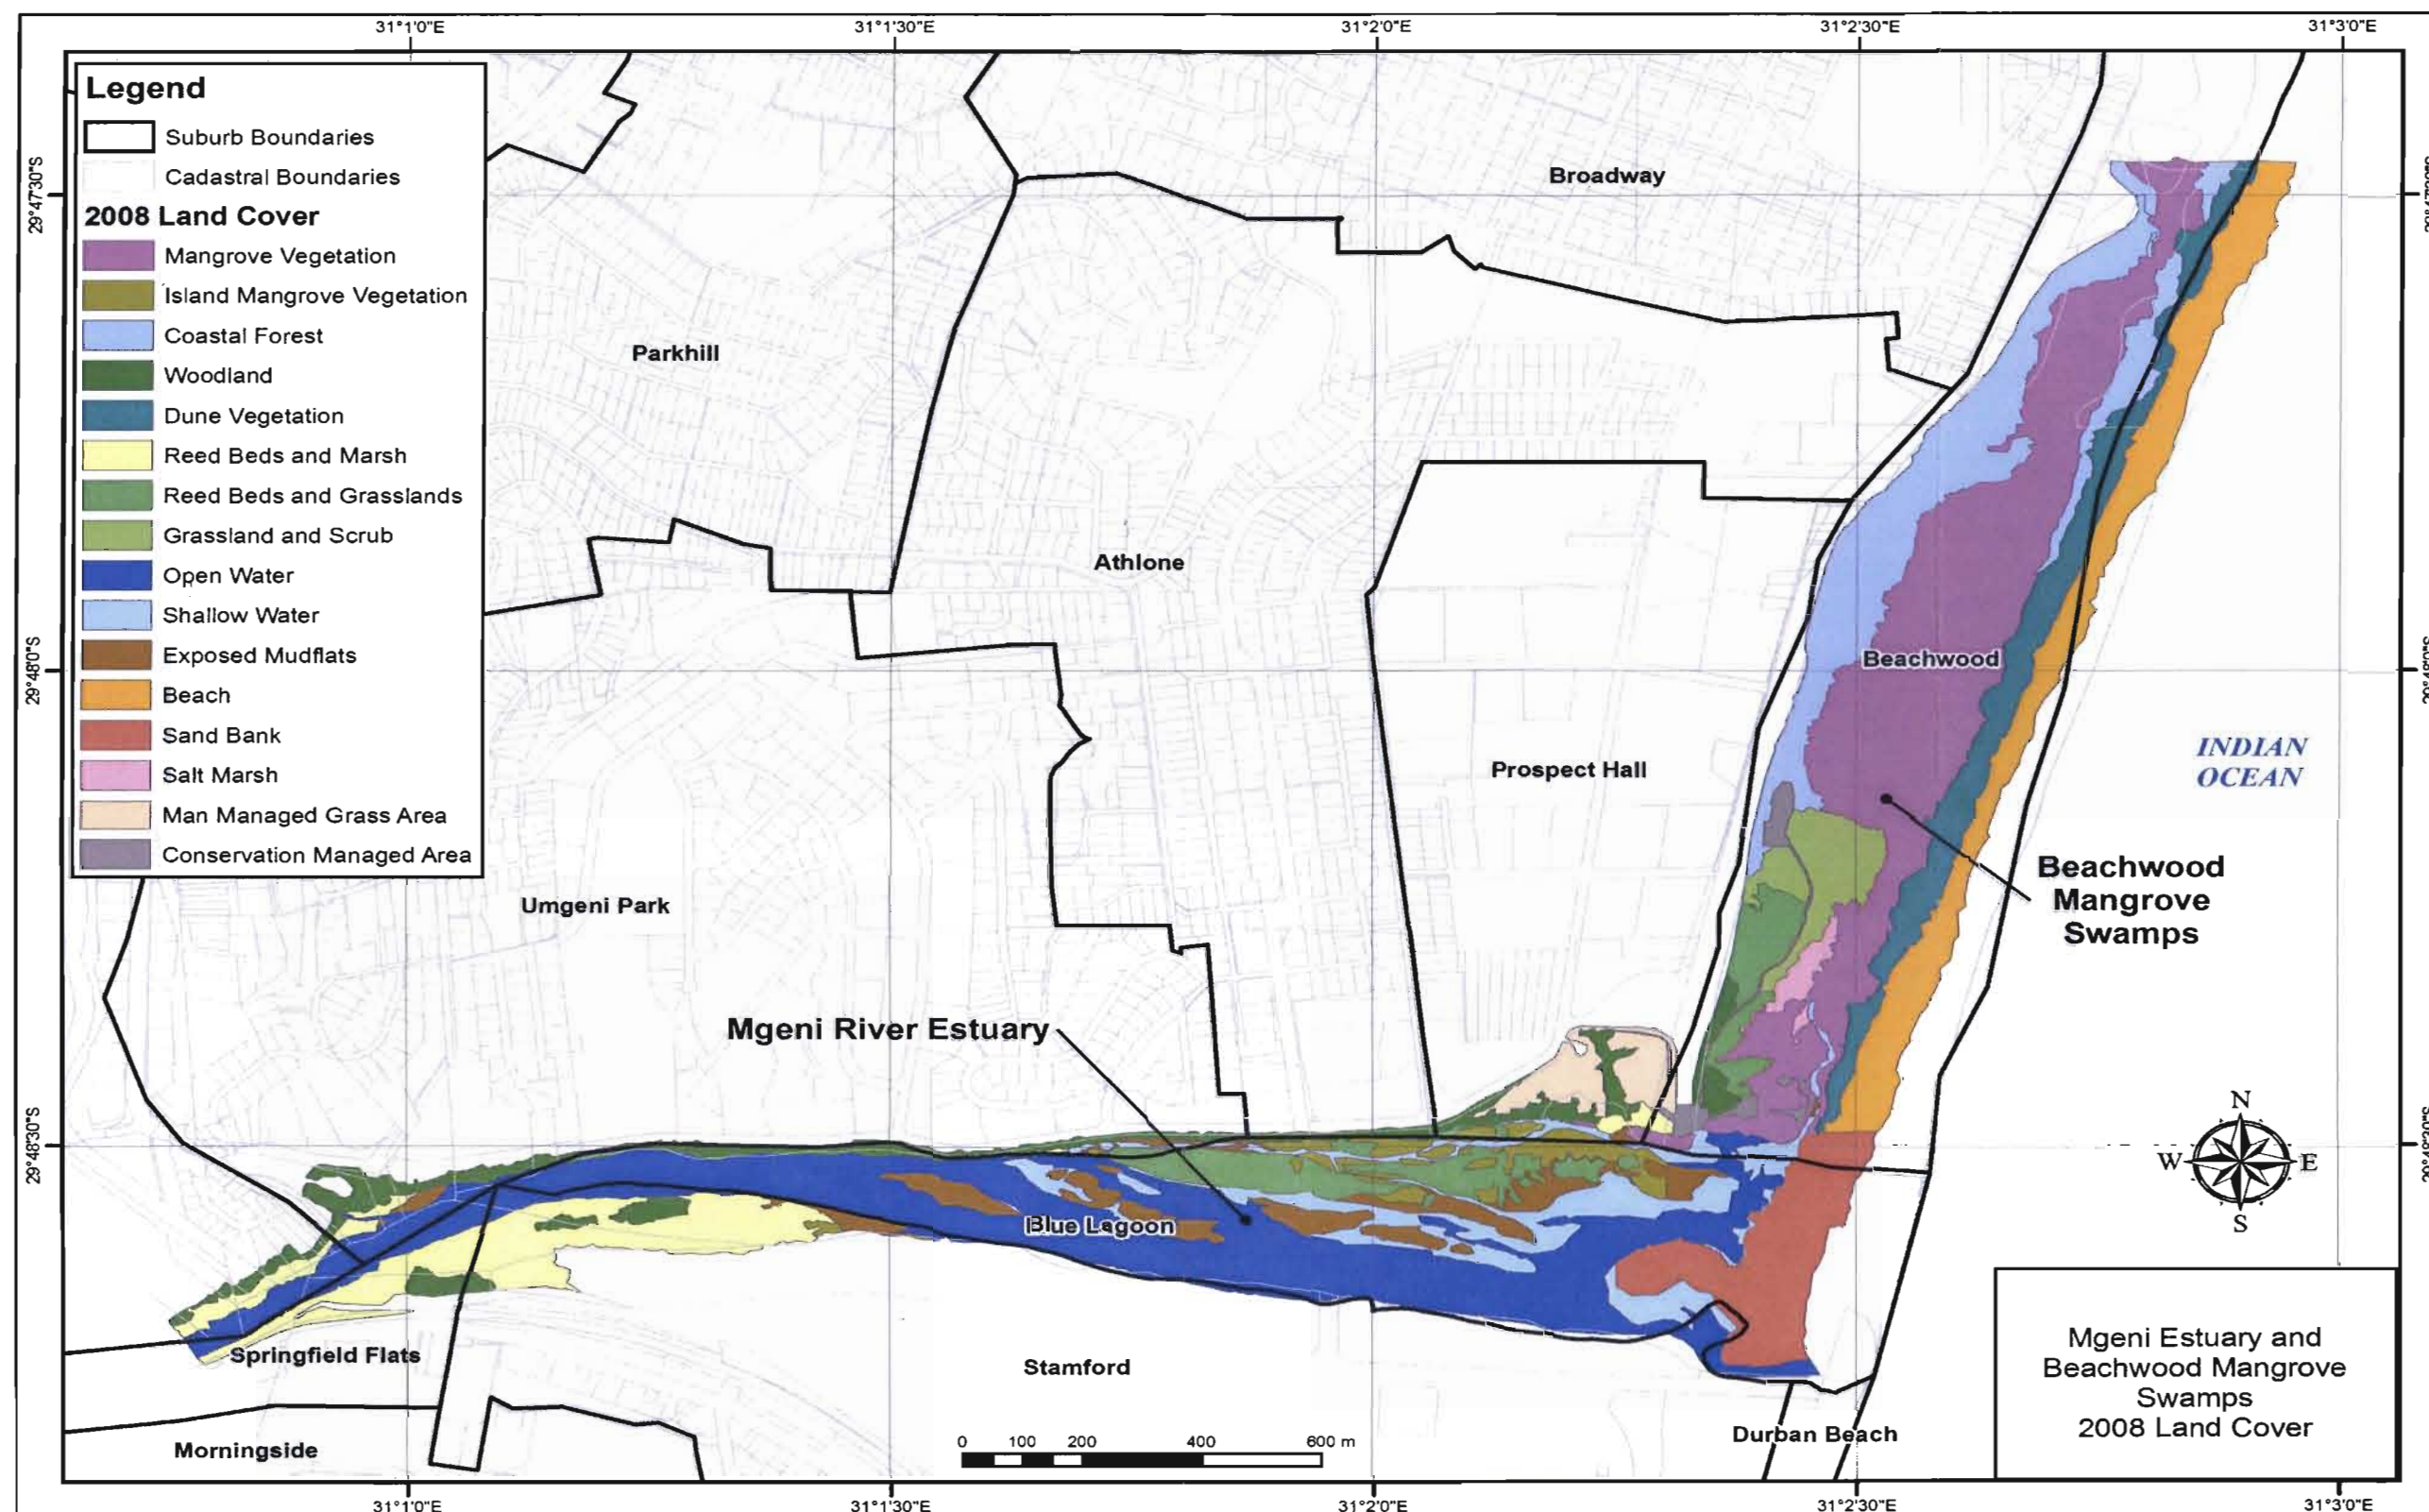 31°1'0"E
31°1'30"E
31°2'0"E
31°2'30"E
31°3'0"E
Legend
Suburb Boundaries
Cadastral Boundaries
2008 Land Cover
Mangrove Vegetation
Island Mangrove Vegetation
Coastal Forest
Woodland
Dune Vegetation
Reed Beds and Marsh
Reed Beds and Grasslands
Grassland and Scrub
Open Water
Shallow Water
Exposed Mudflats
Beach
Sand Bank
Salt Marsh
Man Managed Grass Area
Conservation Managed Area
29°47'30"S
29°48'0"S
29°48'30"S
Broadway
Parkhill
Athlone
Beachwood
Prospect Hall
INDIAN
OCEAN
Beachwood
Mangrove
Swamps
Umgeni Park
Mgeni River Estuary
Blue Lagoon
N
W
E
S
Springfield Flats
Stamford
Morningside
Durban Beach
0
100
200
400
600 m
Mgeni Estuary and
Beachwood Mangrove
Swamps
2008 Land Cover
31°1'0"E
31°1'30"E
31°2'0"E
31°2'30"E
31°3'0"E